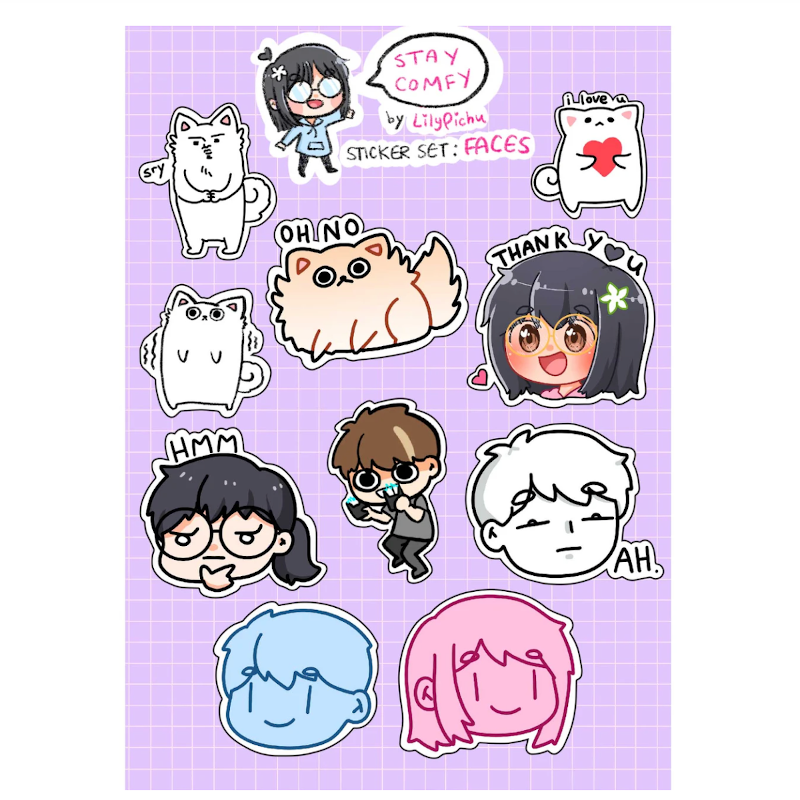 STAY
COMFY
by LilyPichu
STICKER SET: FACES
i love u
sry
OH NO
THANK Y♥U
HMM
AH.